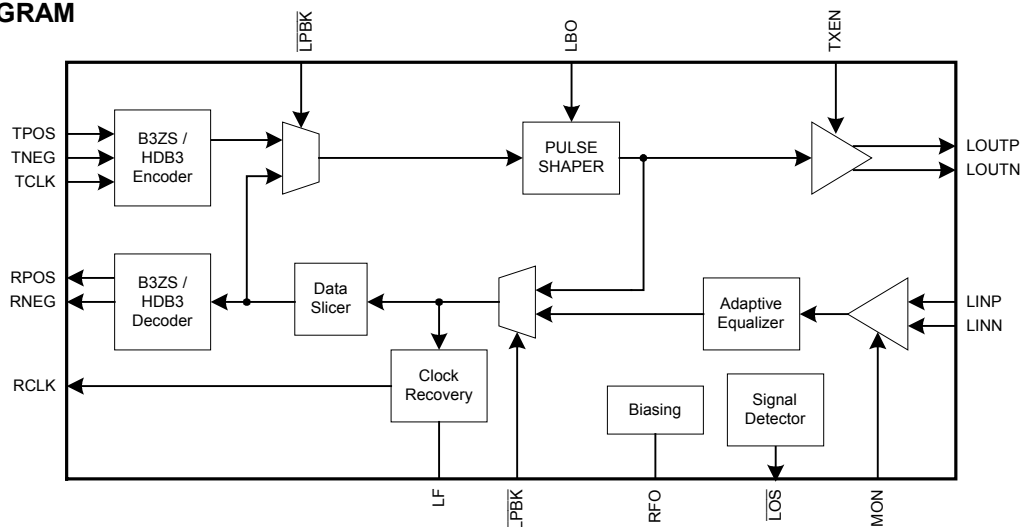 GRAM
LPBK
LBO
TXEN
TPOS
TNEG
TCLK
B3ZS /
HDB3
Encoder
PULSE
SHAPER
LOUTP
LOUTN
RPOS
RNEG
B3ZS /
HDB3
Decoder
Data
Slicer
Adaptive
Equalizer
LINP
LINN
RCLK
Clock
Recovery
Biasing
Signal
Detector
LF
LPBK
RFO
LOS
MON